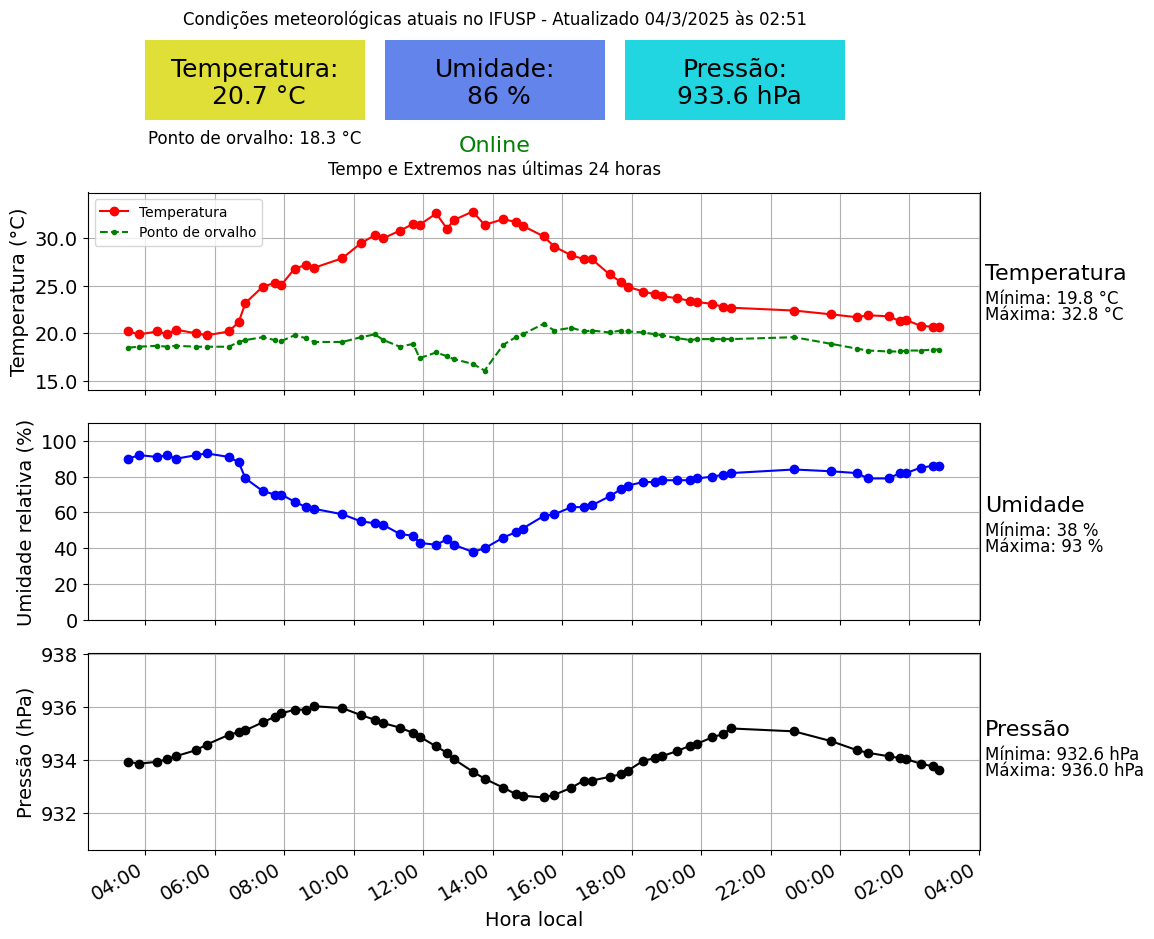 Condições meteorológicas atuais no IFUSP - Atualizado 04/3/2025 às 02:51
Temperatura:
20.7 °C
Umidade:
86 %
Pressão:
933.6 hPa
Ponto de orvalho: 18.3 °C
Online
Tempo e Extremos nas últimas 24 horas
Temperatura (°C)
30.0
25.0
20.0
15.0
Temperatura
Ponto de orvalho
Temperatura
Mínima: 19.8 °C
Máxima: 32.8 °C
Umidade relativa (%)
100
80
60
40
20
0
Umidade
Mínima: 38 %
Máxima: 93 %
Pressão (hPa)
938
936
934
932
Pressão
Mínima: 932.6 hPa
Máxima: 936.0 hPa
04:00
06:00
08:00
10:00
12:00
14:00
16:00
18:00
20:00
22:00
00:00
02:00
04:00
Hora local